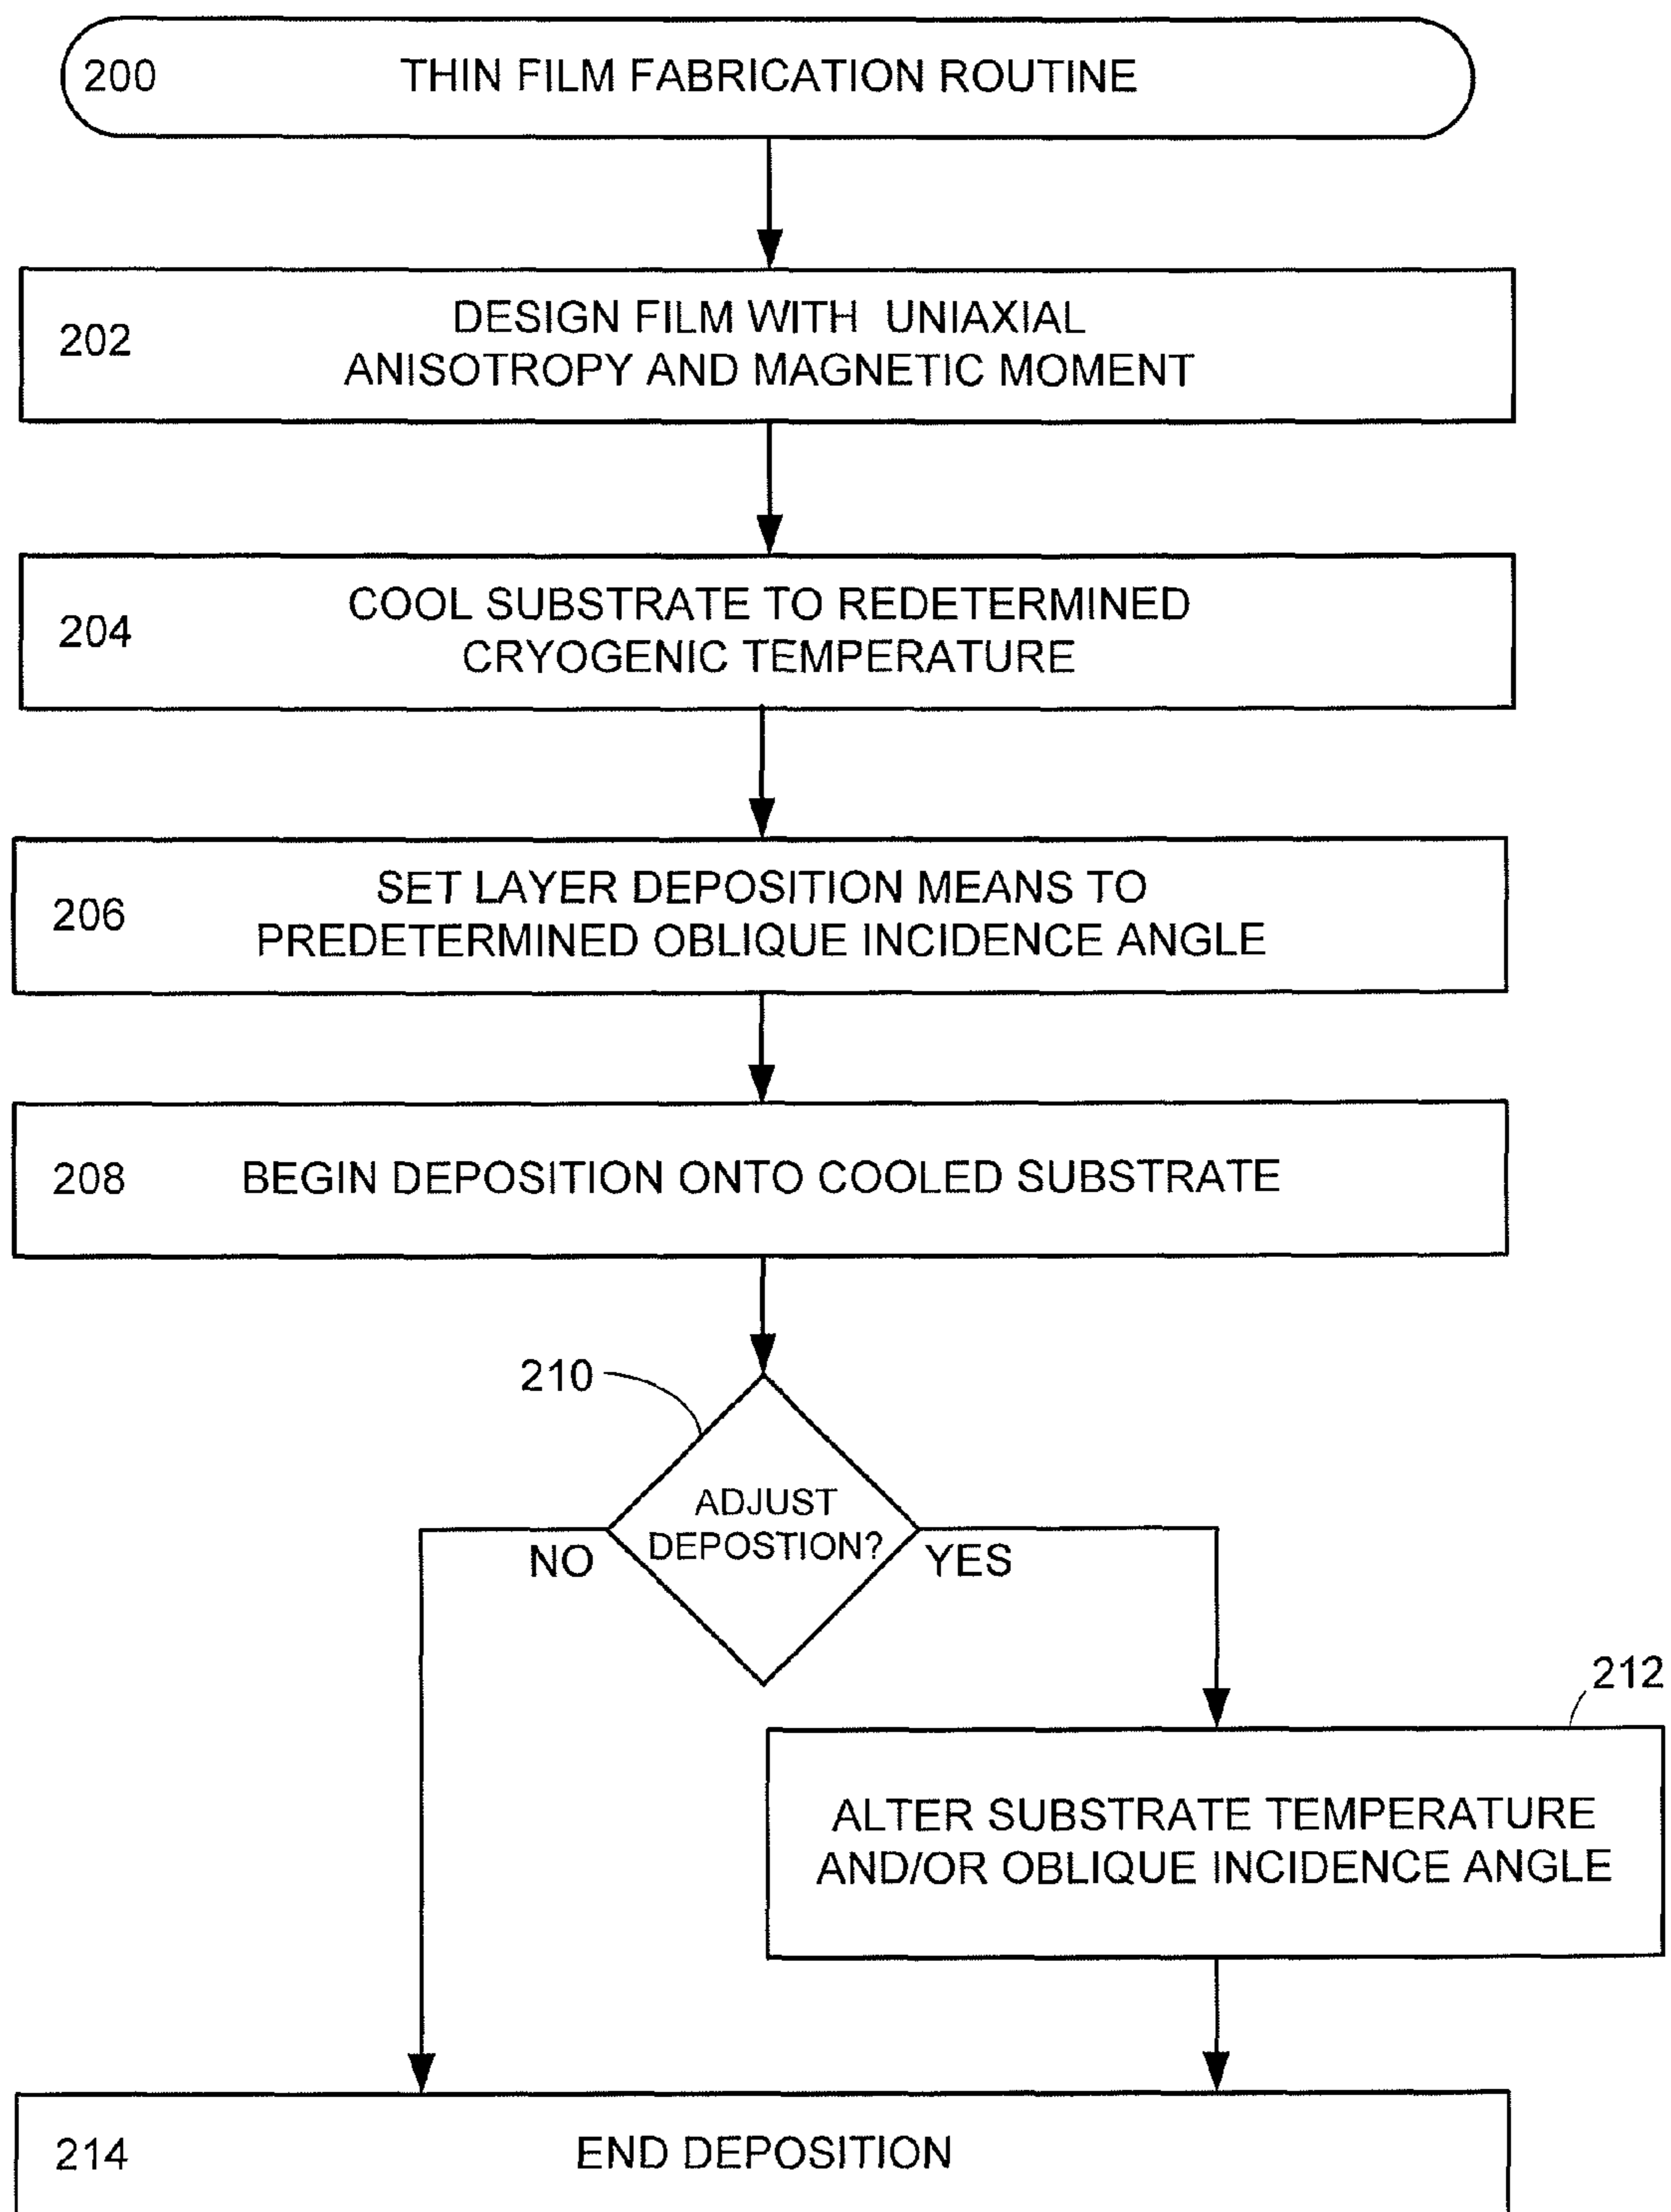 200 THIN FILM FABRICATION ROUTINE
202
DESIGN FILM WITH UNIAXIAL
ANISOTROPY AND MAGNETIC MOMENT
204
COOL SUBSTRATE TO REDETERMINED
CRYOGENIC TEMPERATURE
206
SET LAYER DEPOSITION MEANS TO
PREDETERMINED OBLIQUE INCIDENCE ANGLE
208 BEGIN DEPOSITION ONTO COOLED SUBSTRATE
210
ADJUST
DEPOSTION?
NO
YES
212
ALTER SUBSTRATE TEMPERATURE
AND/OR OBLIQUE INCIDENCE ANGLE
214 END DEPOSITION